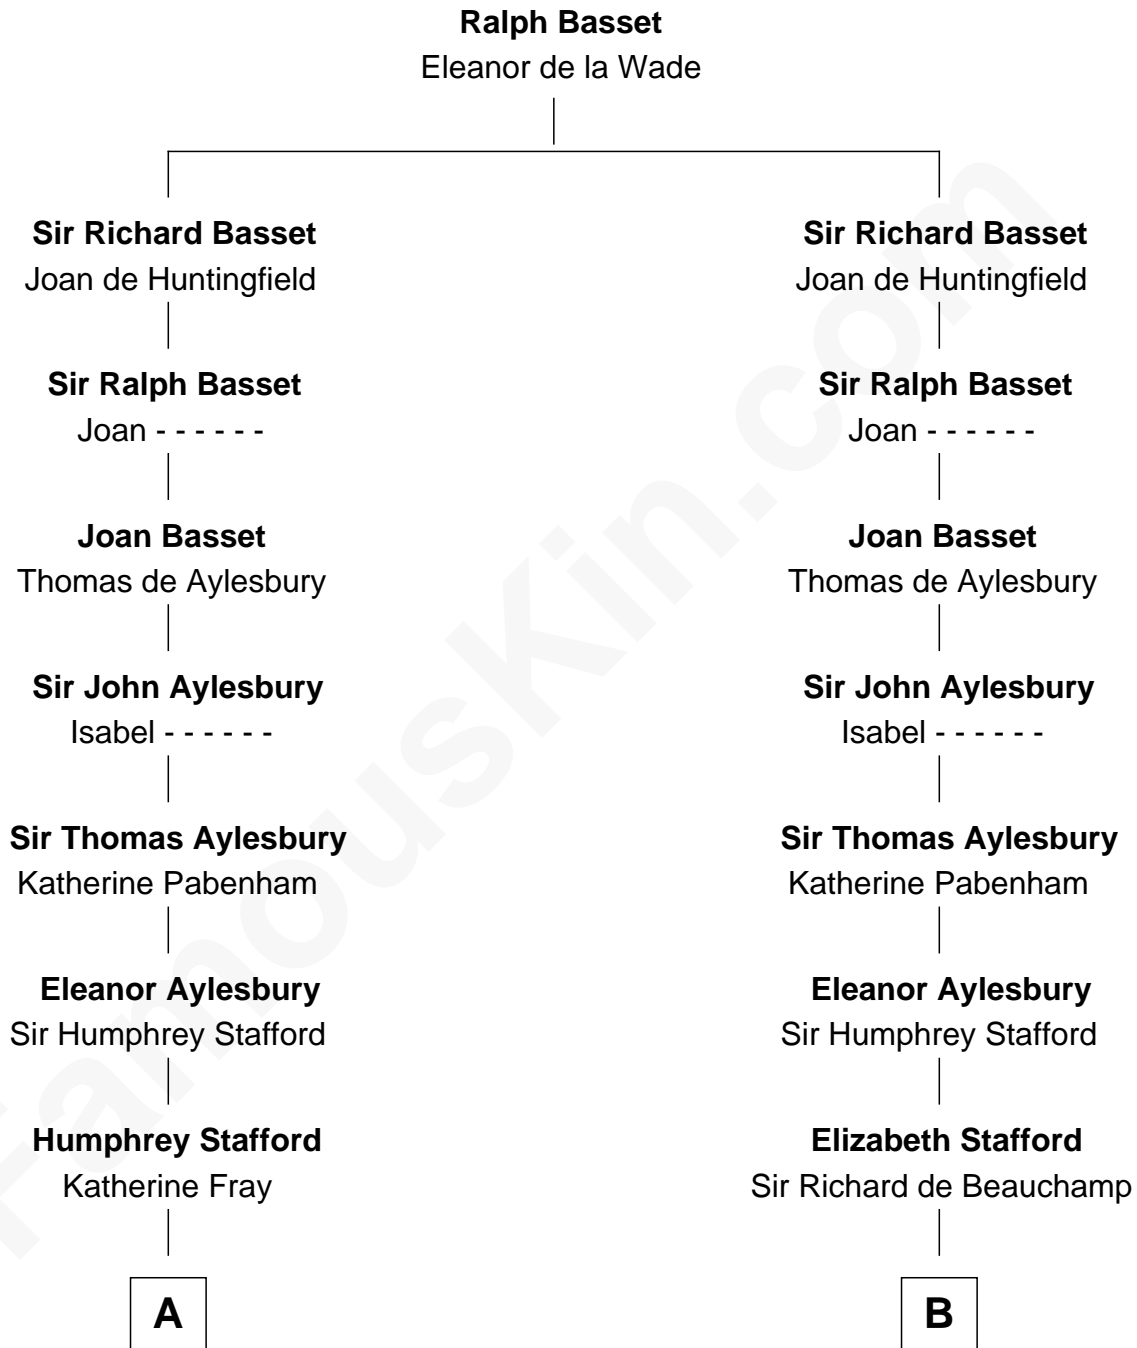 Ralph Basset
Eleanor de la Wade
Sir Richard Basset
Joan de Huntingfield
Sir Ralph Basset
Joan - - - - - -
Joan Basset
Thomas de Aylesbury
Sir John Aylesbury
Isabel - - - - - -
Sir Thomas Aylesbury
Katherine Pabenham
Eleanor Aylesbury
Sir Humphrey Stafford
Humphrey Stafford
Katherine Fray
A
Sir Richard Basset
Joan de Huntingfield
Sir Ralph Basset
Joan - - - - - -
Joan Basset
Thomas de Aylesbury
Sir John Aylesbury
Isabel - - - - - -
Sir Thomas Aylesbury
Katherine Pabenham
Eleanor Aylesbury
Sir Humphrey Stafford
Elizabeth Stafford
Sir Richard de Beauchamp
B
FamousKin.com